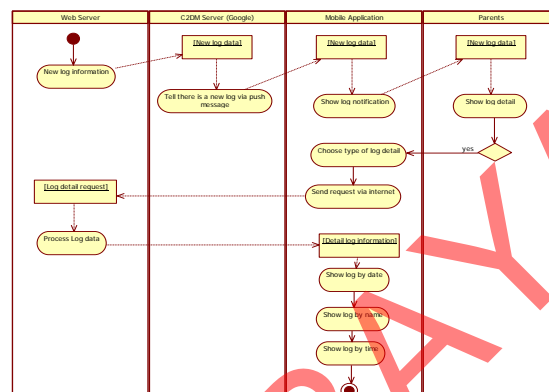 Web Server
C2DM Server (Google)
Mobile Application
Parents
[New log data]
[New log data]
[New log data]
New log information
Tell there is a new log via push
message
Show log notification
Show log detail
yes
Choose type of log detail
[Log detail request]
Send request via internet
Process Log data
[Detail log information]
Show log by date
Show log by name
Show log by time